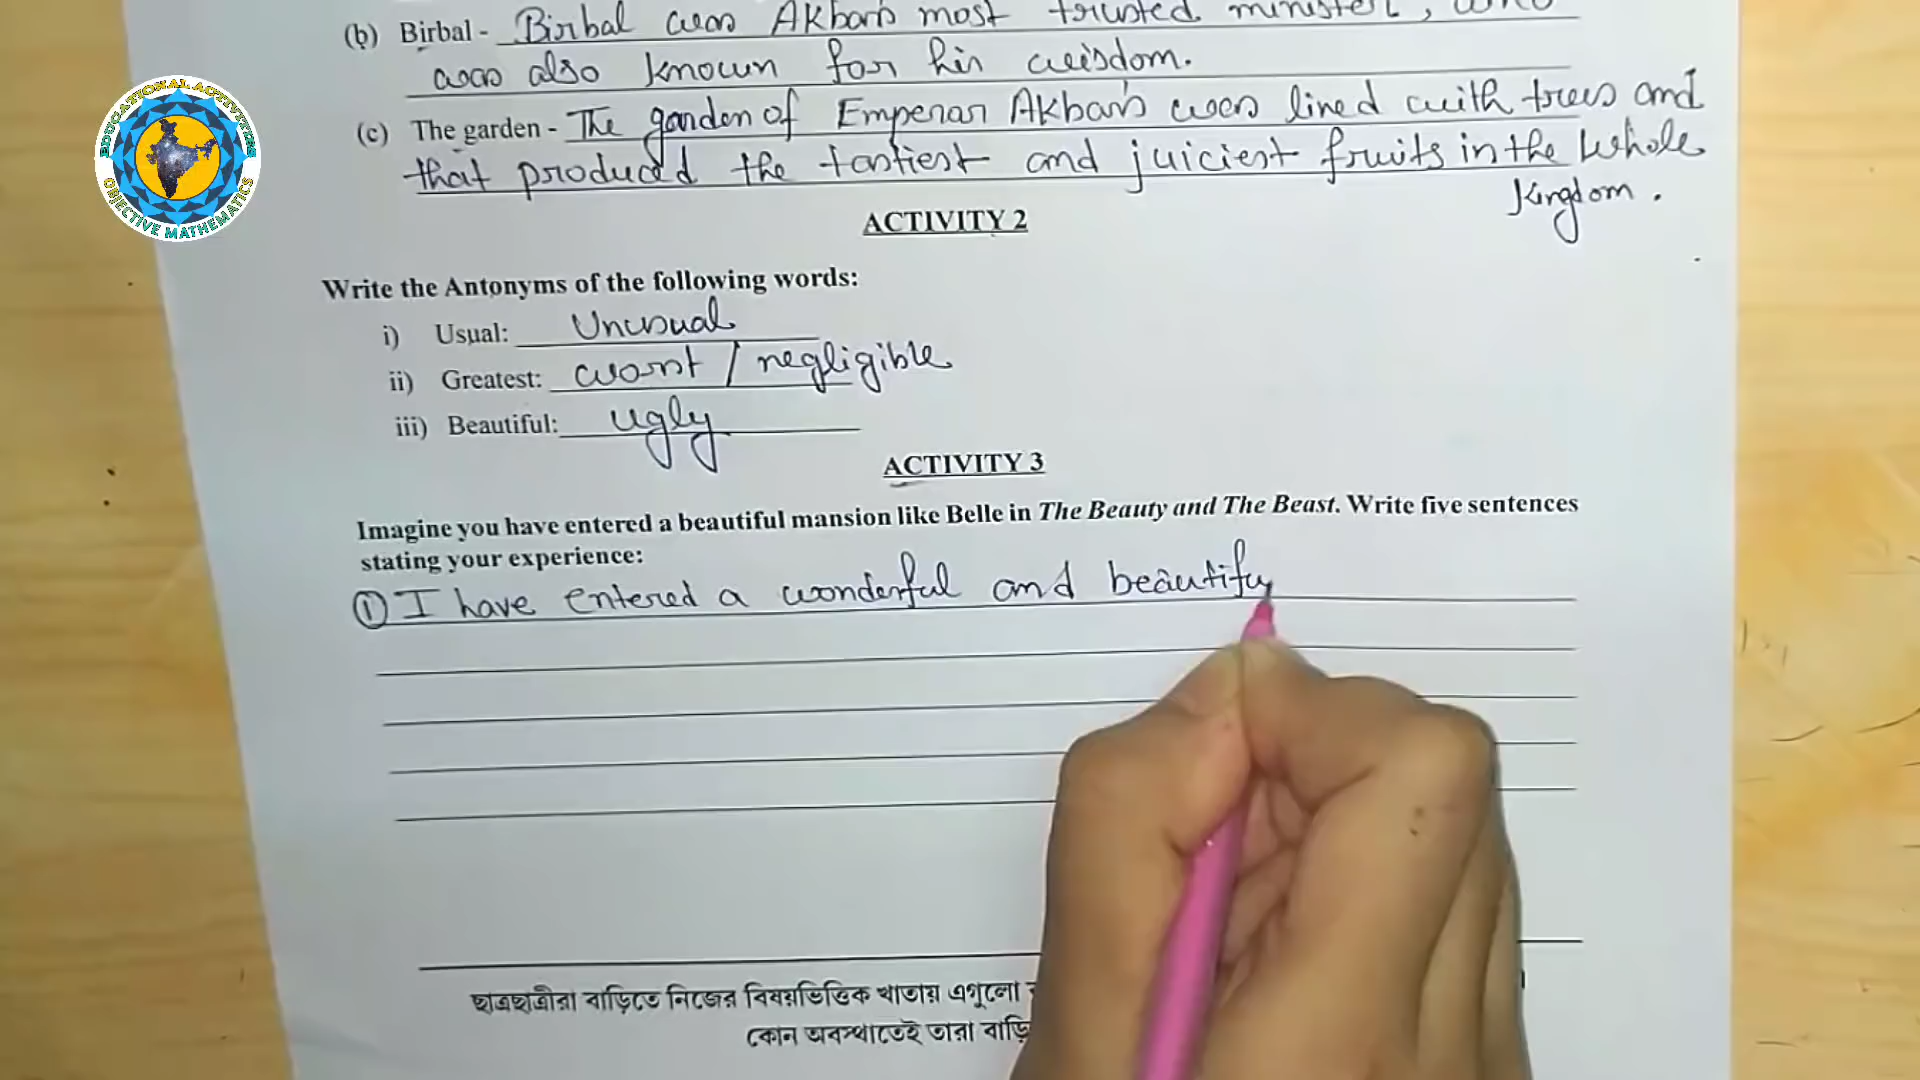 (b) Birbal - Birbal was Akbar's most trusted minister, who
was also known for his wisdom.
(c) The garden - The garden of Emperor Akbar's was lined with trees and
that produced the tastiest and juiciest fruits in the whole
kingdom.
ACTIVITY 2
Write the Antonyms of the following words:
i) Usual: Unusual
ii) Greatest: worst / negligible
iii) Beautiful: ugly
ACTIVITY 3
Imagine you have entered a beautiful mansion like Belle in The Beauty and The Beast. Write five sentences
stating your experience:
① I have entered a wonderful and beautifu
ছাত্রছাত্রীরা বাড়িতে নিজের বিষয়ভিত্তিক খাতায় এগুলো
কোন অবস্থাতেই তারা বাড়ি
EDUCATIONAL ACTIVITIES
OBJECTIVE MATHEMATICS